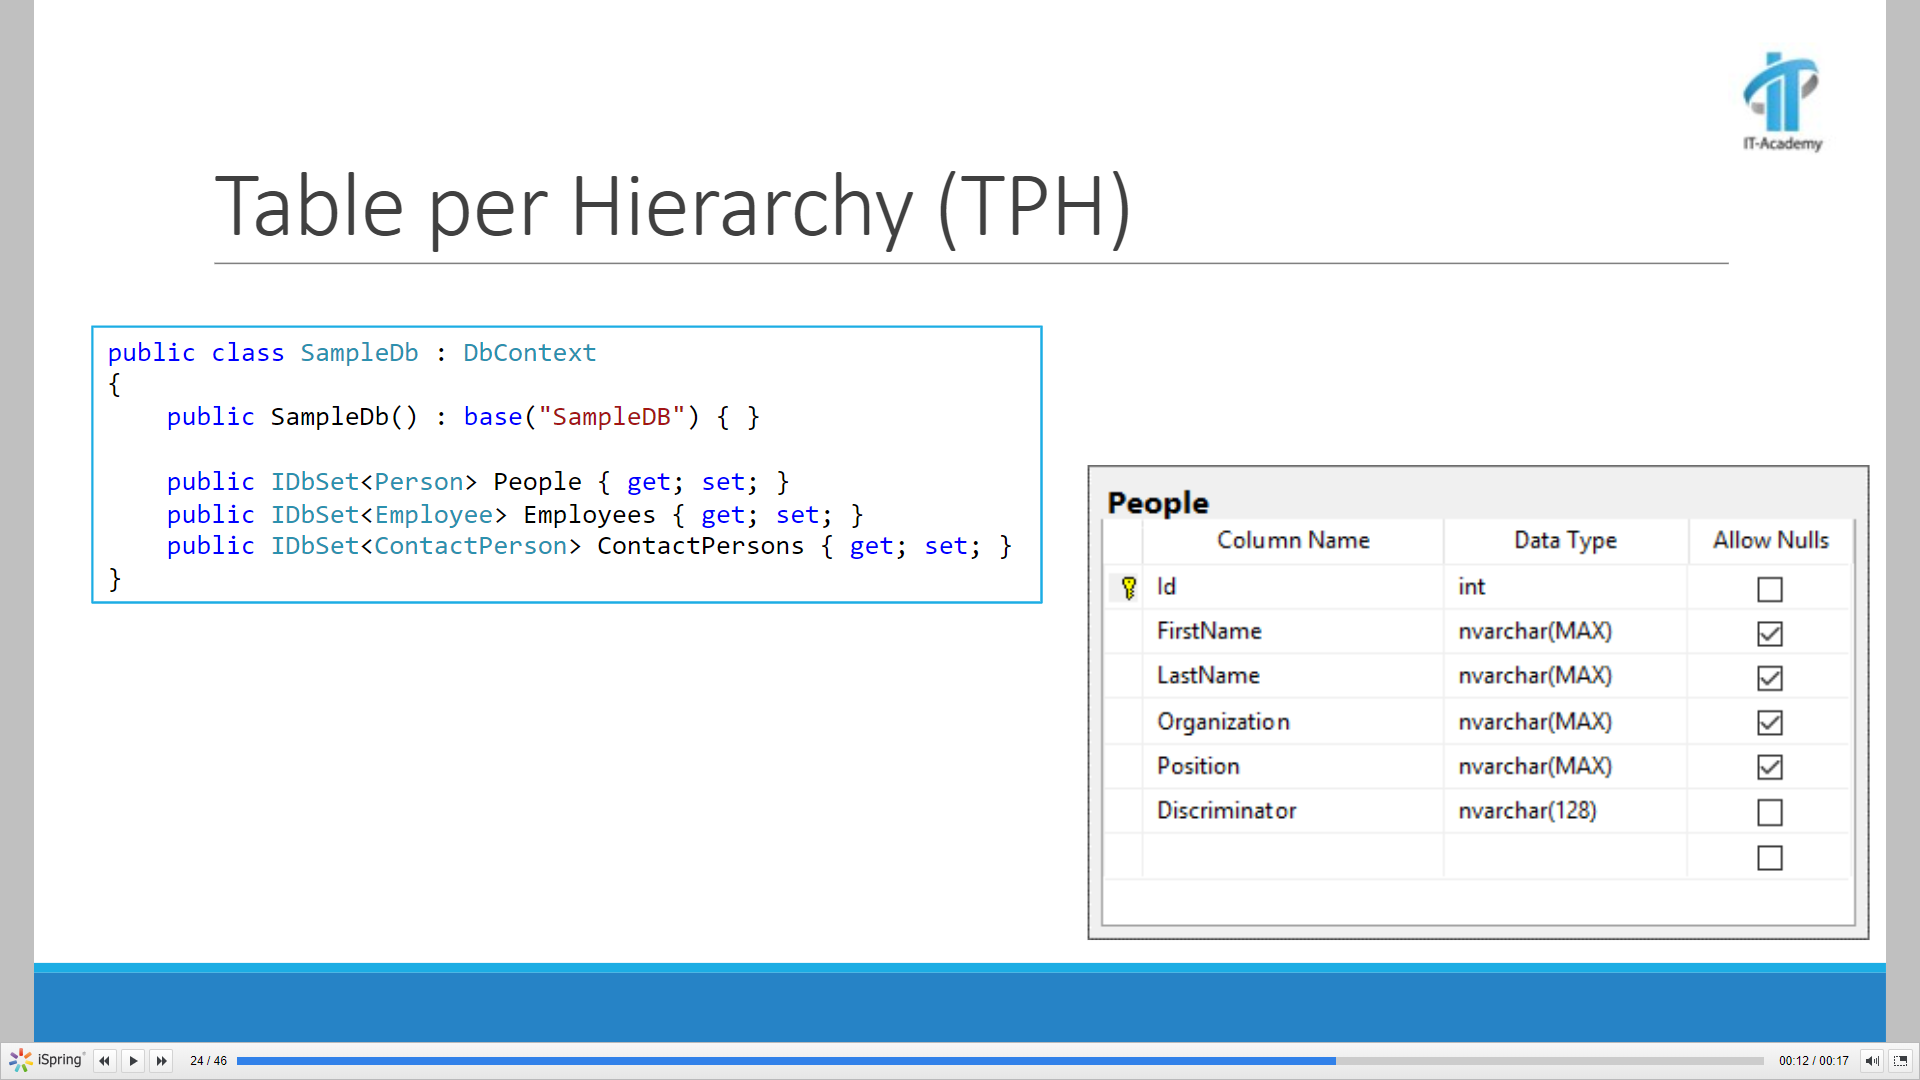 IT-Academy
Table per Hierarchy (TPH)
public class SampleDb : DbContext
{
    public SampleDb() : base("SampleDB") { }
    public IDbSet<Person> People { get; set; }
    public IDbSet<Employee> Employees { get; set; }
    public IDbSet<ContactPerson> ContactPersons { get; set; }
}
People
Column Name Data Type Allow Nulls
Id int
FirstName nvarchar(MAX)
LastName nvarchar(MAX)
Organization nvarchar(MAX)
Position nvarchar(MAX)
Discriminator nvarchar(128)
iSpring 24 / 46 00:12 / 00:17